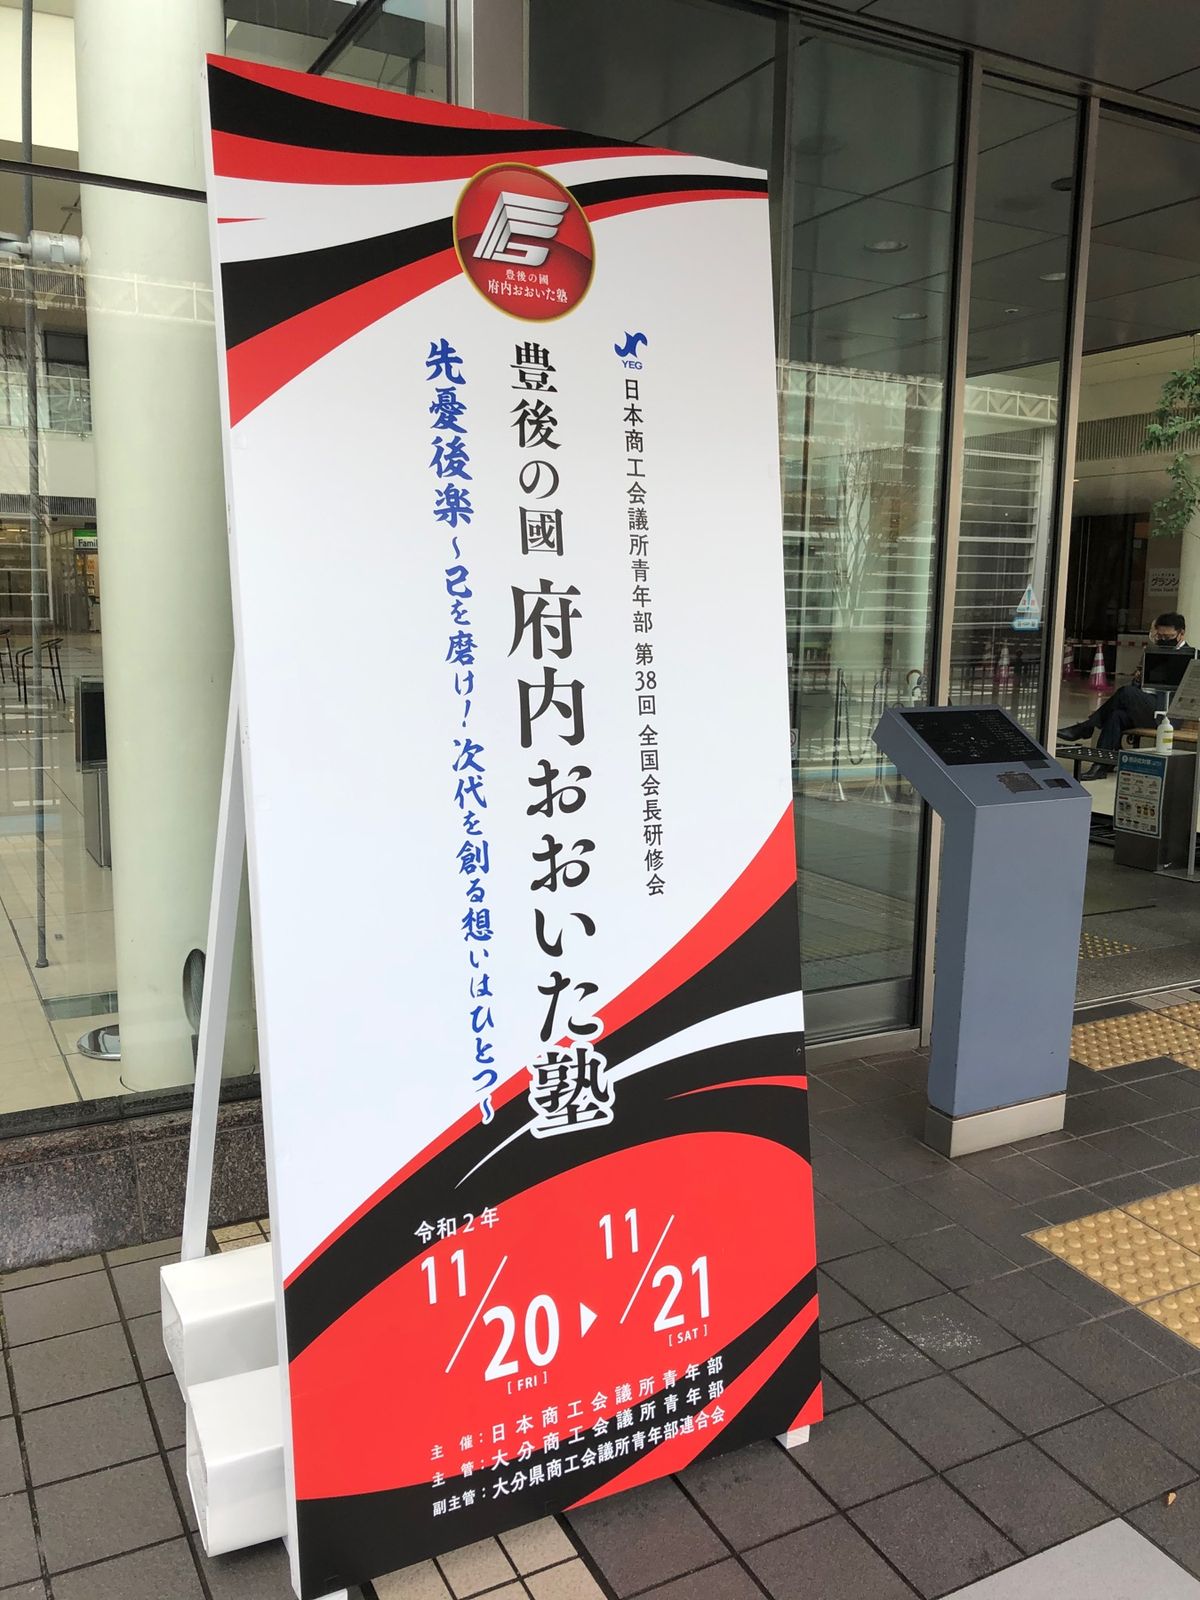 豊後の國
府内おおいた塾
YEG
日本商工会議所青年部 第38回 全国会長研修会
豊後の國 府内おおいた塾
先憂後楽 〜己を磨け！次代を創る想いはひとつ〜
令和2年
11/20 ▶ 11/21
[FRI] [SAT]
主 催：日本商工会議所青年部
主 管：大分商工会議所青年部
副主管：大分県商工会議所青年部連合会
Famil
グランシ